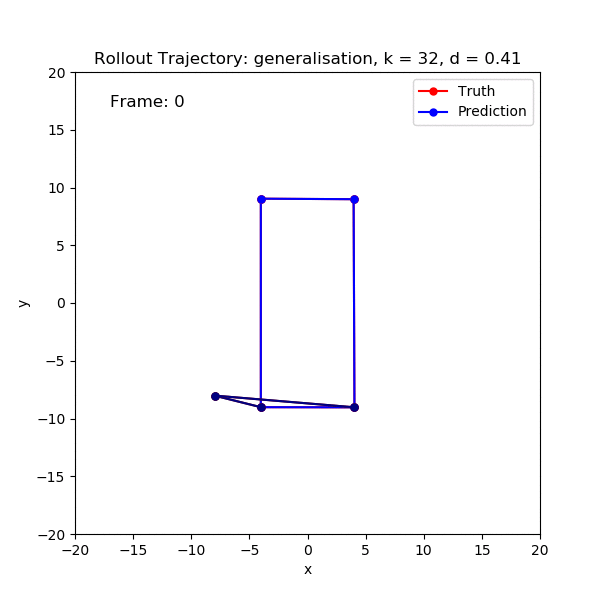 Rollout Trajectory: generalisation, k = 32, d = 0.41
Frame: 0
Truth
Prediction
20
15
10
5
0
−5
−10
−15
−20
y
−20 −15 −10 −5 0 5 10 15 20
x